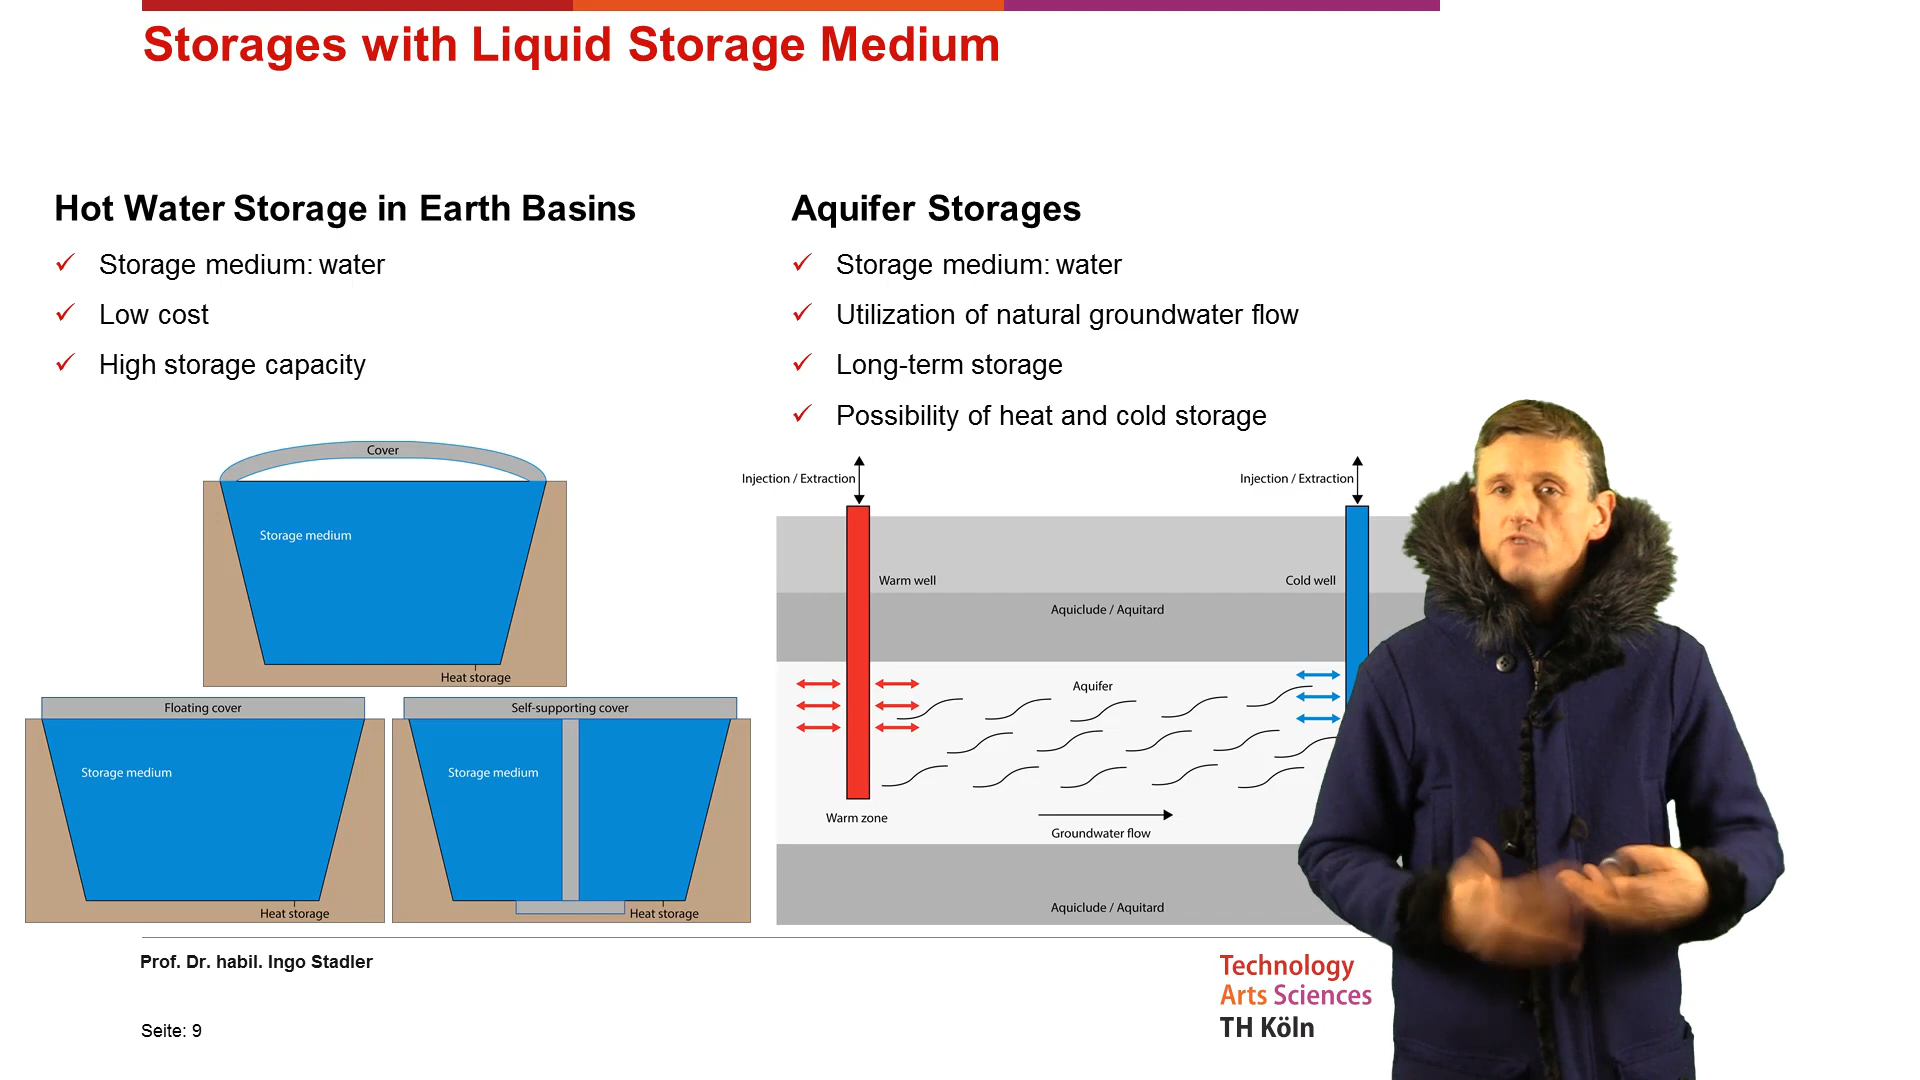 Storages with Liquid Storage Medium
Hot Water Storage in Earth Basins
Storage medium: water
Low cost
High storage capacity
Cover
Storage medium
Heat storage
Floating cover
Storage medium
Heat storage
Self-supporting cover
Storage medium
Heat storage
Aquifer Storages
Storage medium: water
Utilization of natural groundwater flow
Long-term storage
Possibility of heat and cold storage
Injection / Extraction
Injection / Extraction
Warm well
Cold well
Aquiclude / Aquitard
Aquifer
Warm zone
Groundwater flow
Aquiclude / Aquitard
Prof. Dr. habil. Ingo Stadler
Seite: 9
Technology
Arts Sciences
TH Köln